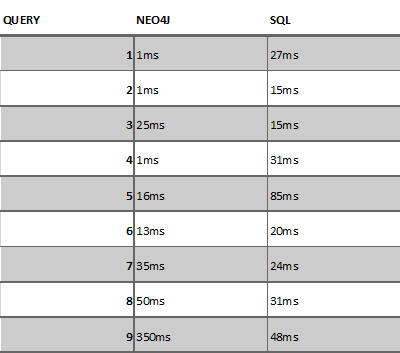 QUERY NEO4J SQL
1 1ms 27ms
2 1ms 15ms
3 25ms 15ms
4 1ms 31ms
5 16ms 85ms
6 13ms 20ms
7 35ms 24ms
8 50ms 31ms
9 350ms 48ms